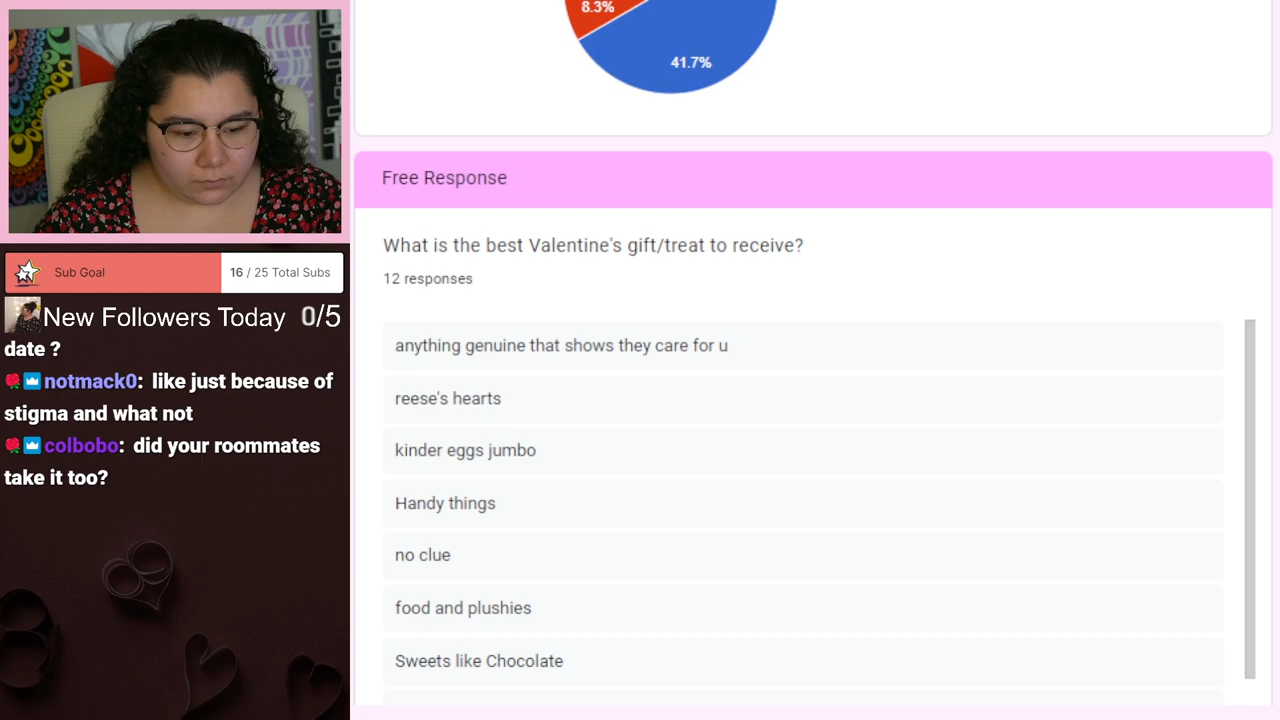 8.3%
41.7%
Free Response
What is the best Valentine's gift/treat to receive?
12 responses
anything genuine that shows they care for u
reese's hearts
kinder eggs jumbo
Handy things
no clue
food and plushies
Sweets like Chocolate
Sub Goal
16 / 25 Total Subs
New Followers Today 0/5
date ?
notmack0: like just because of
stigma and what not
colbobo: did your roommates
take it too?